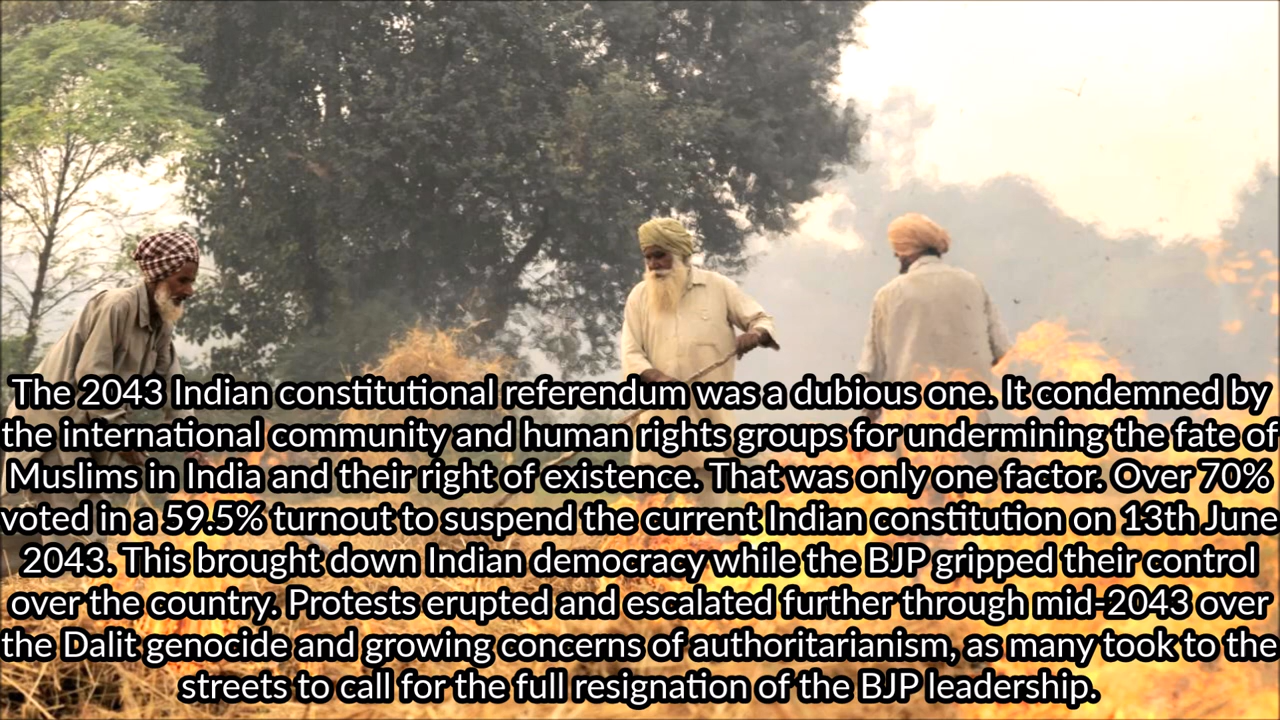 The 2043 Indian constitutional referendum was a dubious one. It condemned by
the international community and human rights groups for undermining the fate of
Muslims in India and their right of existence. That was only one factor. Over 70%
voted in a 59.5% turnout to suspend the current Indian constitution on 13th June
2043. This brought down Indian democracy while the BJP gripped their control
over the country. Protests erupted and escalated further through mid-2043 over
the Dalit genocide and growing concerns of authoritarianism, as many took to the
streets to call for the full resignation of the BJP leadership.